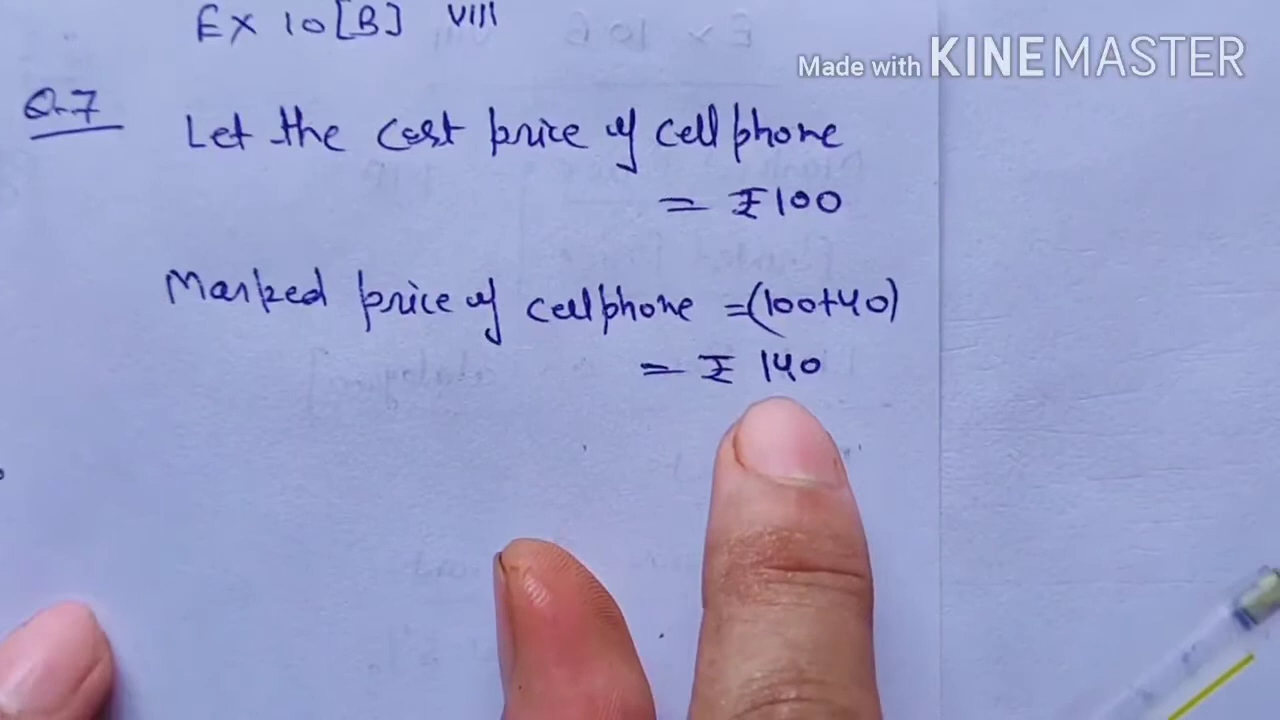 Ex 10[B] VIII
Made with KINEMASTER
Q.7
Let the cost price of cellphone
= ₹100
Marked price of cellphone =(100+40)
= ₹ 140